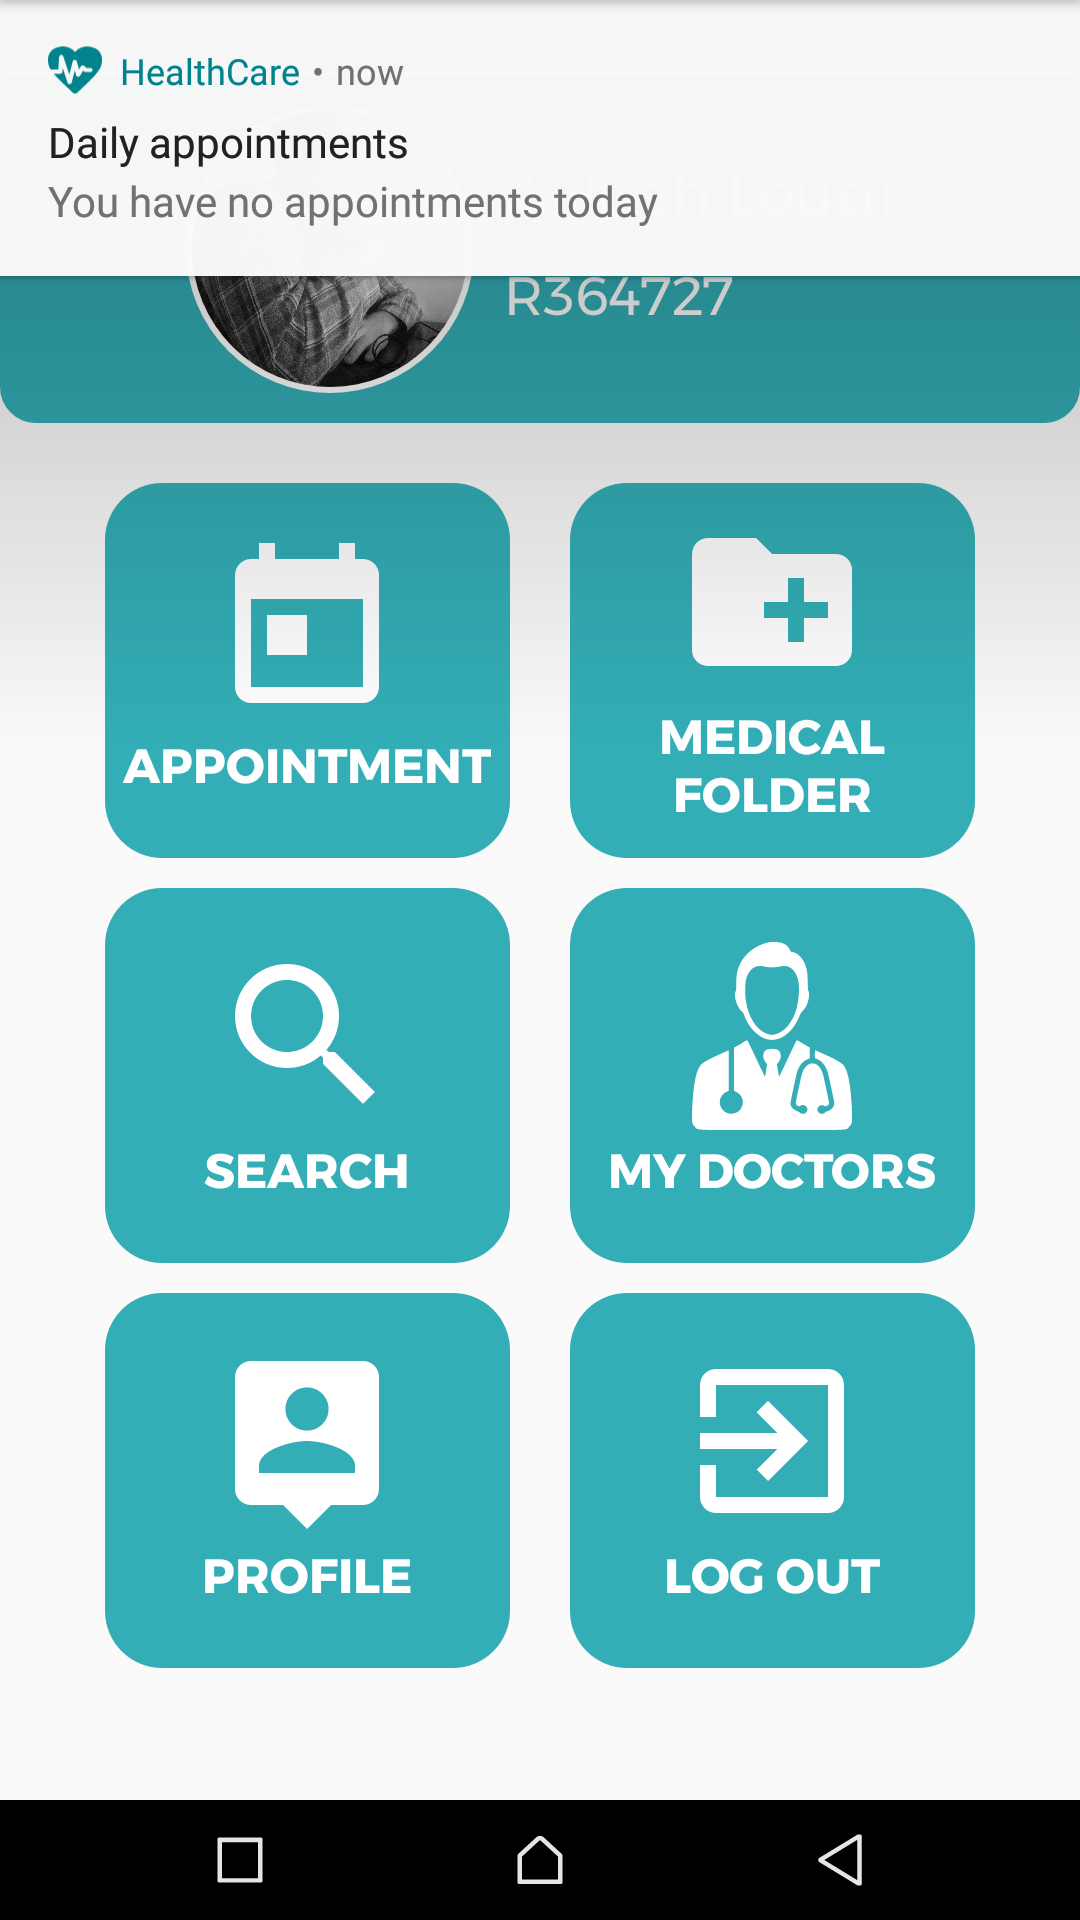 HealthCare • now
Daily appointments
You have no appointments today
Loutfi
R364727
APPOINTMENT
MEDICAL
FOLDER
SEARCH
MY DOCTORS
PROFILE
LOG OUT